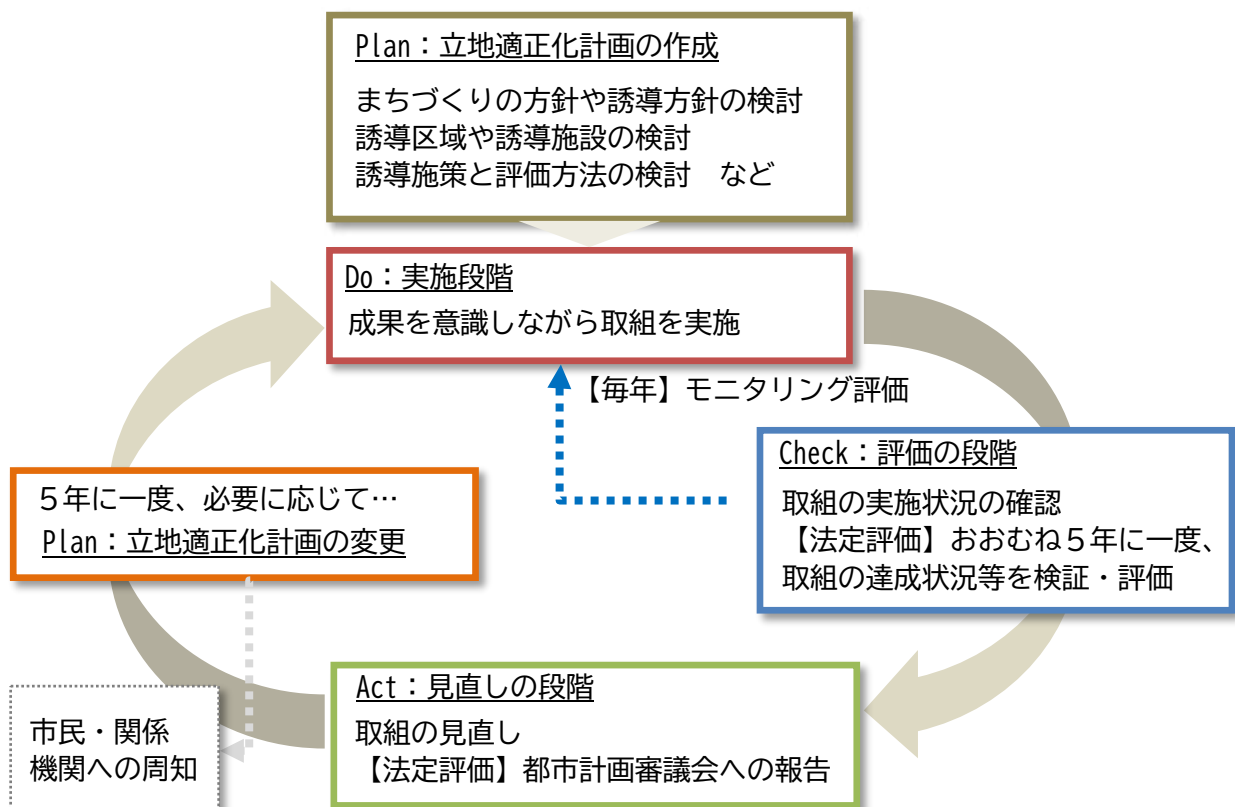 Plan：立地適正化計画の作成
まちづくりの方針や誘導方針の検討
誘導区域や誘導施設の検討
誘導施策と評価方法の検討　など
Do：実施段階
成果を意識しながら取組を実施
【毎年】モニタリング評価
Check：評価の段階
取組の実施状況の確認
【法定評価】おおむね５年に一度、
取組の達成状況等を検証・評価
５年に一度、必要に応じて…
Plan：立地適正化計画の変更
Act：見直しの段階
取組の見直し
【法定評価】都市計画審議会への報告
市民・関係
機関への周知